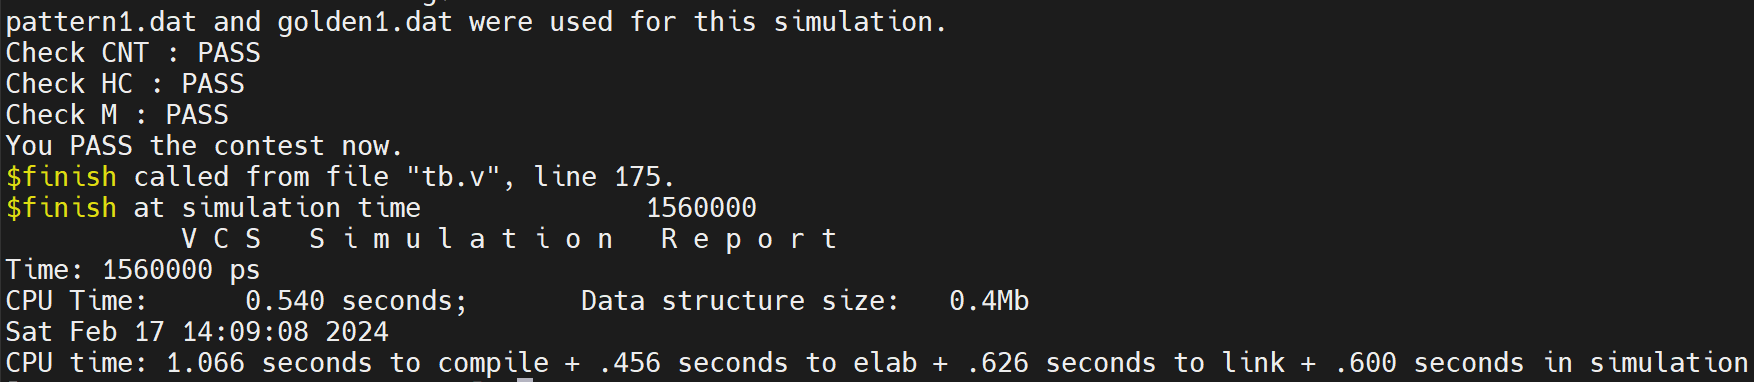 pattern1.dat and golden1.dat were used for this simulation.
Check CNT : PASS
Check HC : PASS
Check M : PASS
You PASS the contest now.
$finish called from file "tb.v", line 175.
$finish at simulation time 1560000
V C S S i m u l a t i o n R e p o r t
Time: 1560000 ps
CPU Time: 0.540 seconds; Data structure size: 0.4Mb
Sat Feb 17 14:09:08 2024
CPU time: 1.066 seconds to compile + .456 seconds to elab + .626 seconds to link + .600 seconds in simulation